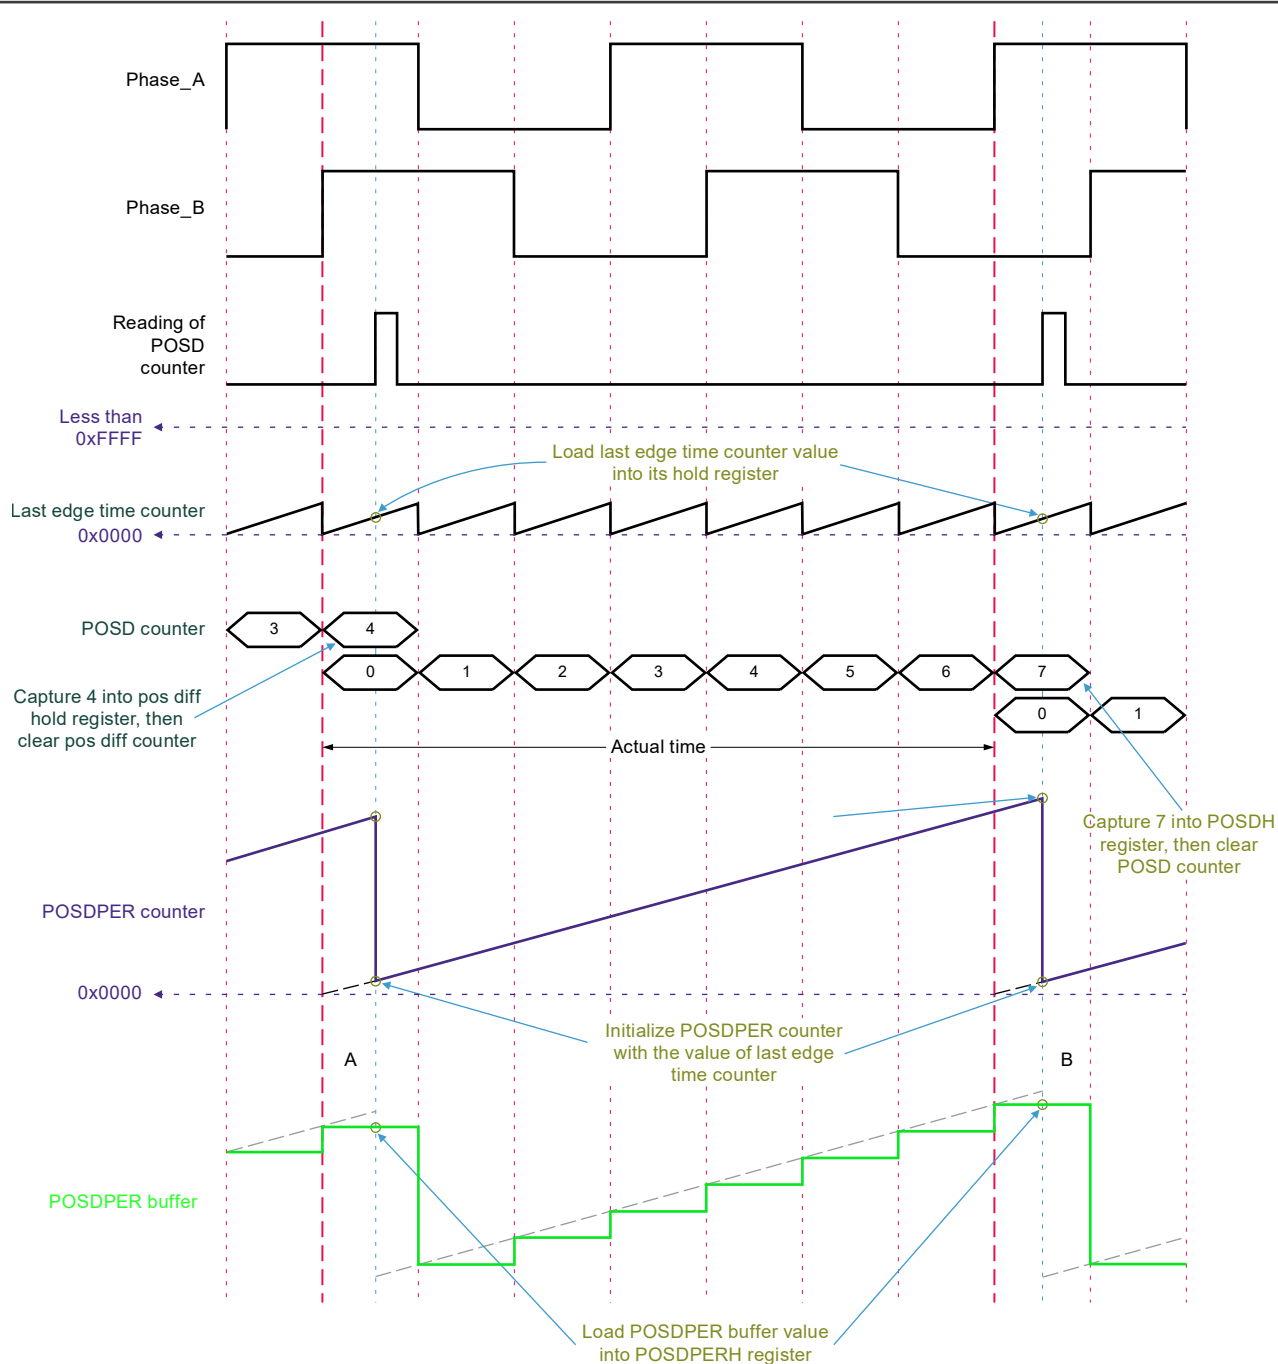 Phase_A
Phase_B
Reading of
POSD
counter
Less than
0xFFFF
Load last edge time counter value
into its hold register
Last edge time counter
0x0000
POSD counter
3
4
0
1
2
3
4
5
6
7
0
1
Capture 4 into pos diff
hold register, then
clear pos diff counter
Actual time
Capture 7 into POSDH
register, then clear
POSD counter
POSDPER counter
0x0000
Initialize POSDPER counter
with the value of last edge
time counter
A
B
POSDPER buffer
Load POSDPER buffer value
into POSDPERH register